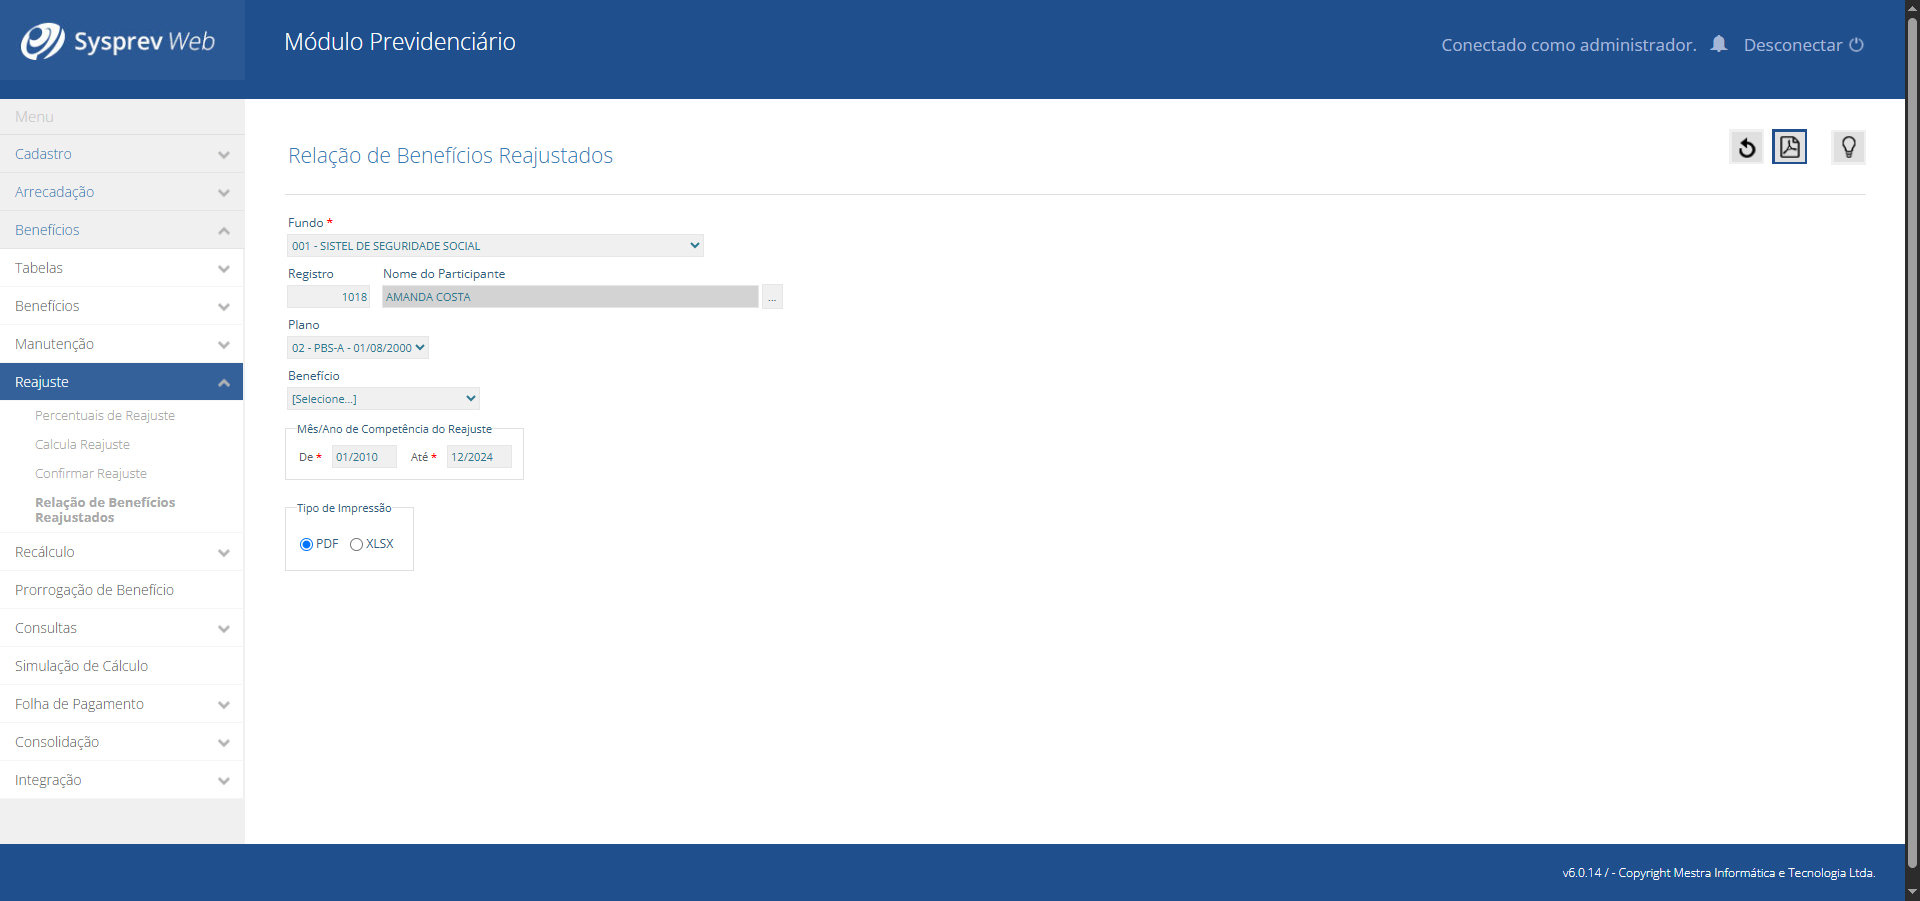 Sysprev Web
Módulo Previdenciário
Conectado como administrador.
Desconectar
Menu
Cadastro
Arrecadação
Benefícios
Tabelas
Benefícios
Manutenção
Reajuste
Percentuais de Reajuste
Calcula Reajuste
Confirmar Reajuste
Relação de Benefícios
Reajustados
Recálculo
Prorrogação de Benefício
Consultas
Simulação de Cálculo
Folha de Pagamento
Consolidação
Integração
Relação de Benefícios Reajustados
Fundo *
001 - SISTEL DE SEGURIDADE SOCIAL
Registro Nome do Participante
1018 AMANDA COSTA ...
Plano
02 - PBS-A - 01/08/2000
Benefício
[Selecione...]
Mês/Ano de Competência do Reajuste
De * 01/2010 Até * 12/2024
Tipo de Impressão
PDF XLSX
v6.0.14 / - Copyright Mestra Informática e Tecnologia Ltda.